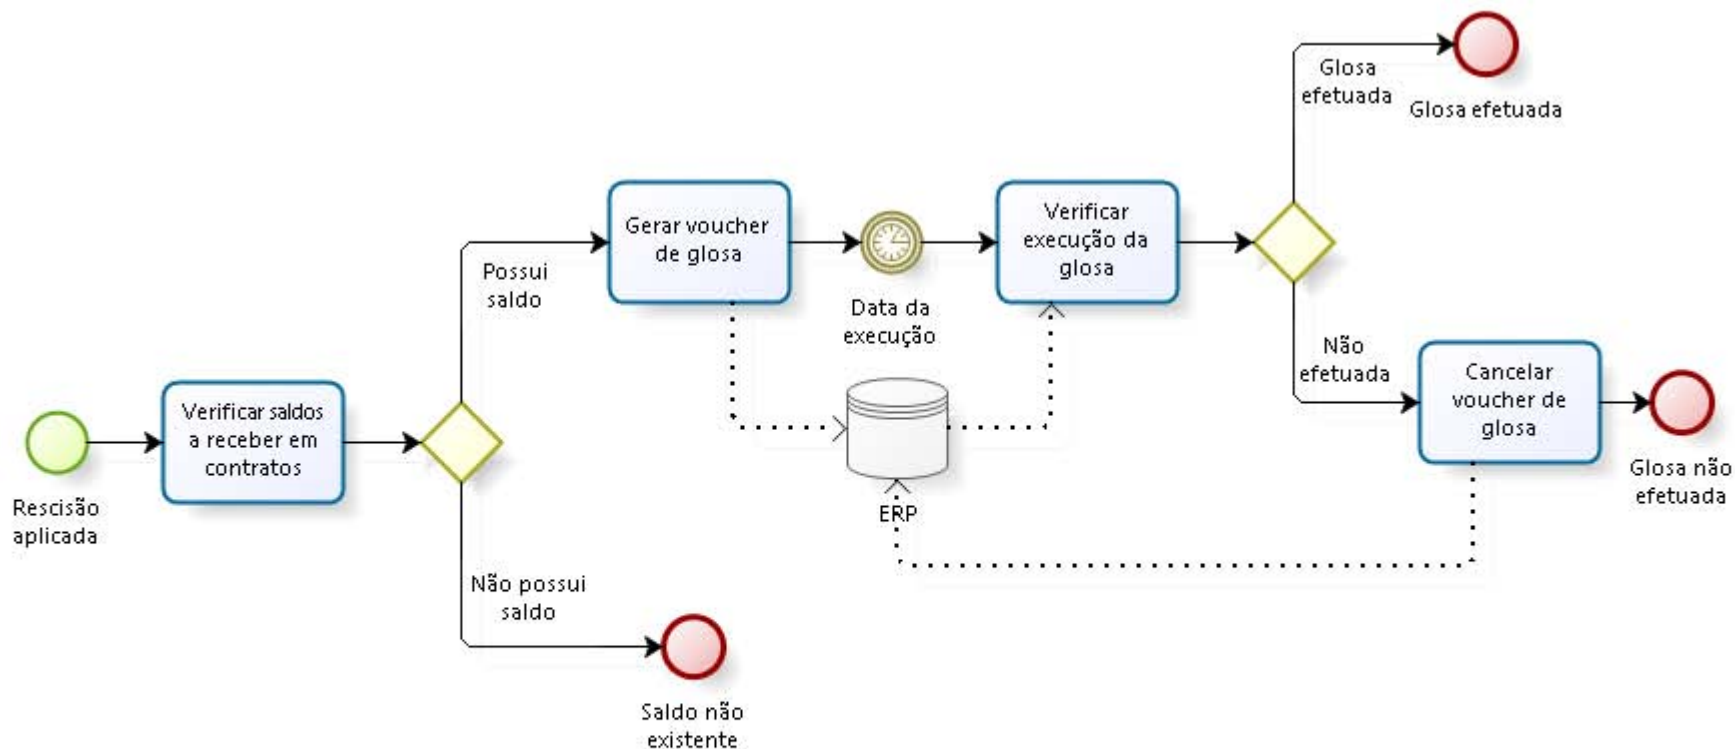 Rescisão
aplicada
Verificar saldos
a receber em
contratos
Possui
saldo
Não possui
saldo
Saldo não
existente
Gerar voucher
de glosa
Data da
execução
ERP
Verificar
execução da
glosa
Glosa
efetuada
Glosa efetuada
Não
efetuada
Cancelar
voucher de
glosa
Glosa não
efetuada